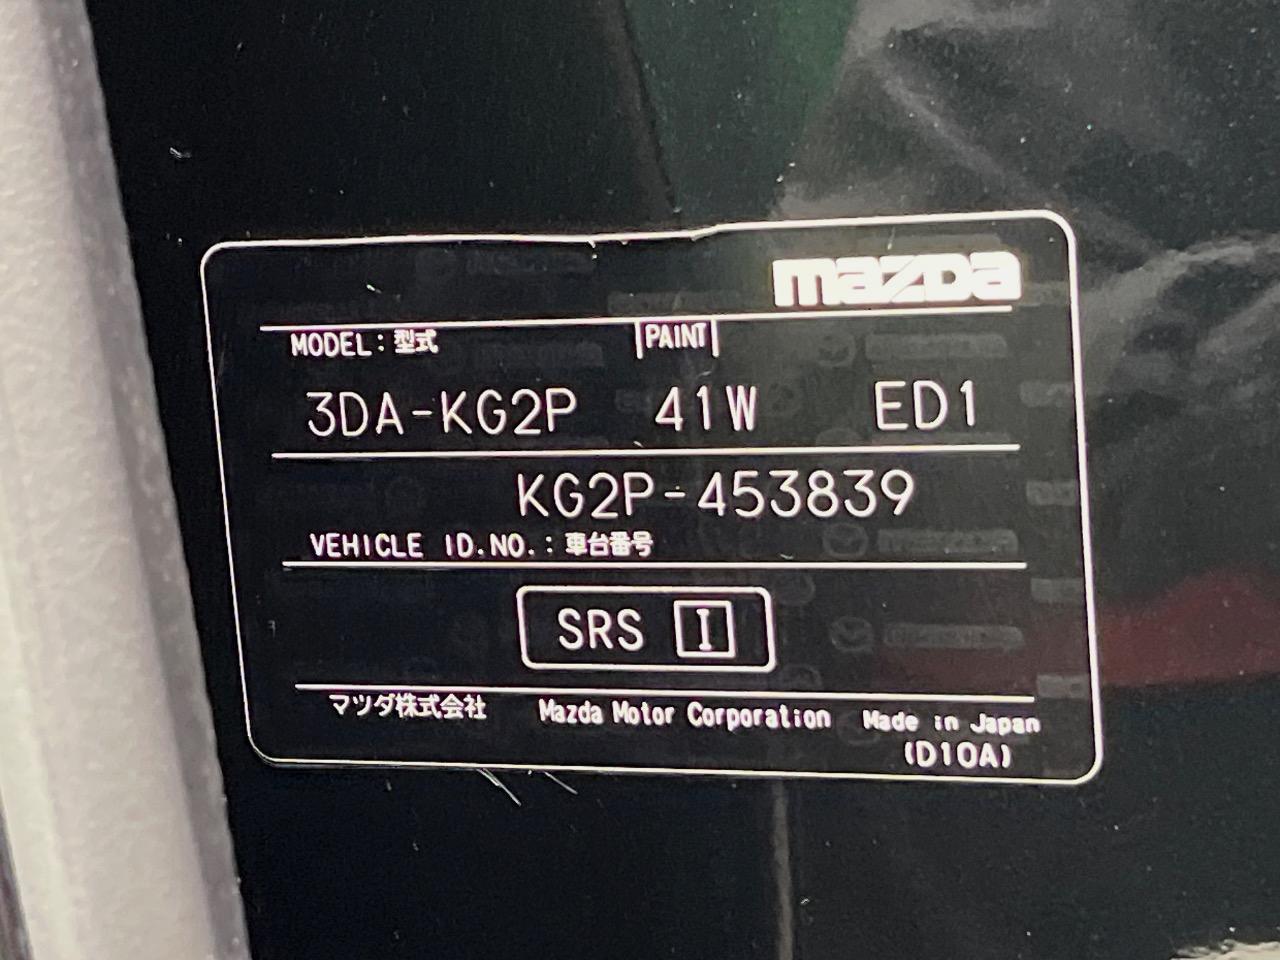 mazda
MODEL:型式 PAINT
3DA-KG2P 41W ED1
KG2P-453839
VEHICLE ID.NO.:車台番号
SRS I
マツダ株式会社 Mazda Motor Corporation Made in Japan
(D10A)